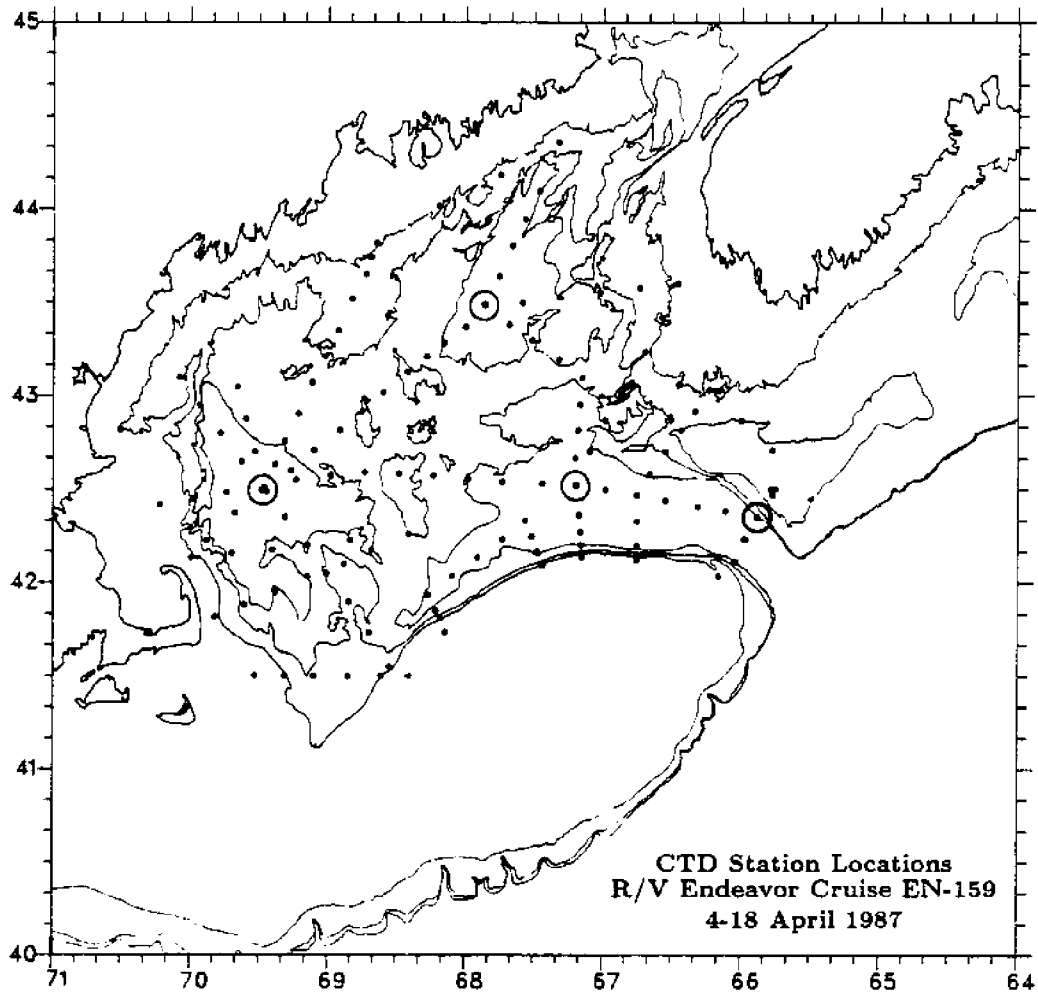 45
44
43
42
41
40
CTD Station Locations
R/V Endeavor Cruise EN-159
4-18 April 1987
71 70 69 68 67 66 65 64